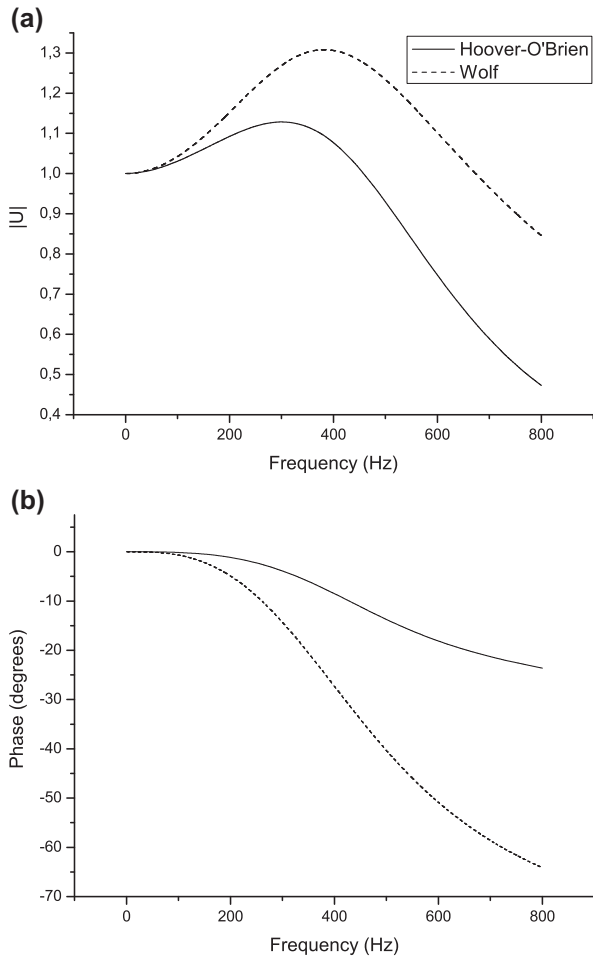 (a)
1,3
1,2
1,1
1,0
0,9
0,8
0,7
0,6
0,5
0,4
|U|
Hoover-O'Brien
Wolf
0 200 400 600 800
Frequency (Hz)
(b)
0
-10
-20
-30
-40
-50
-60
-70
Phase (degrees)
0 200 400 600 800
Frequency (Hz)